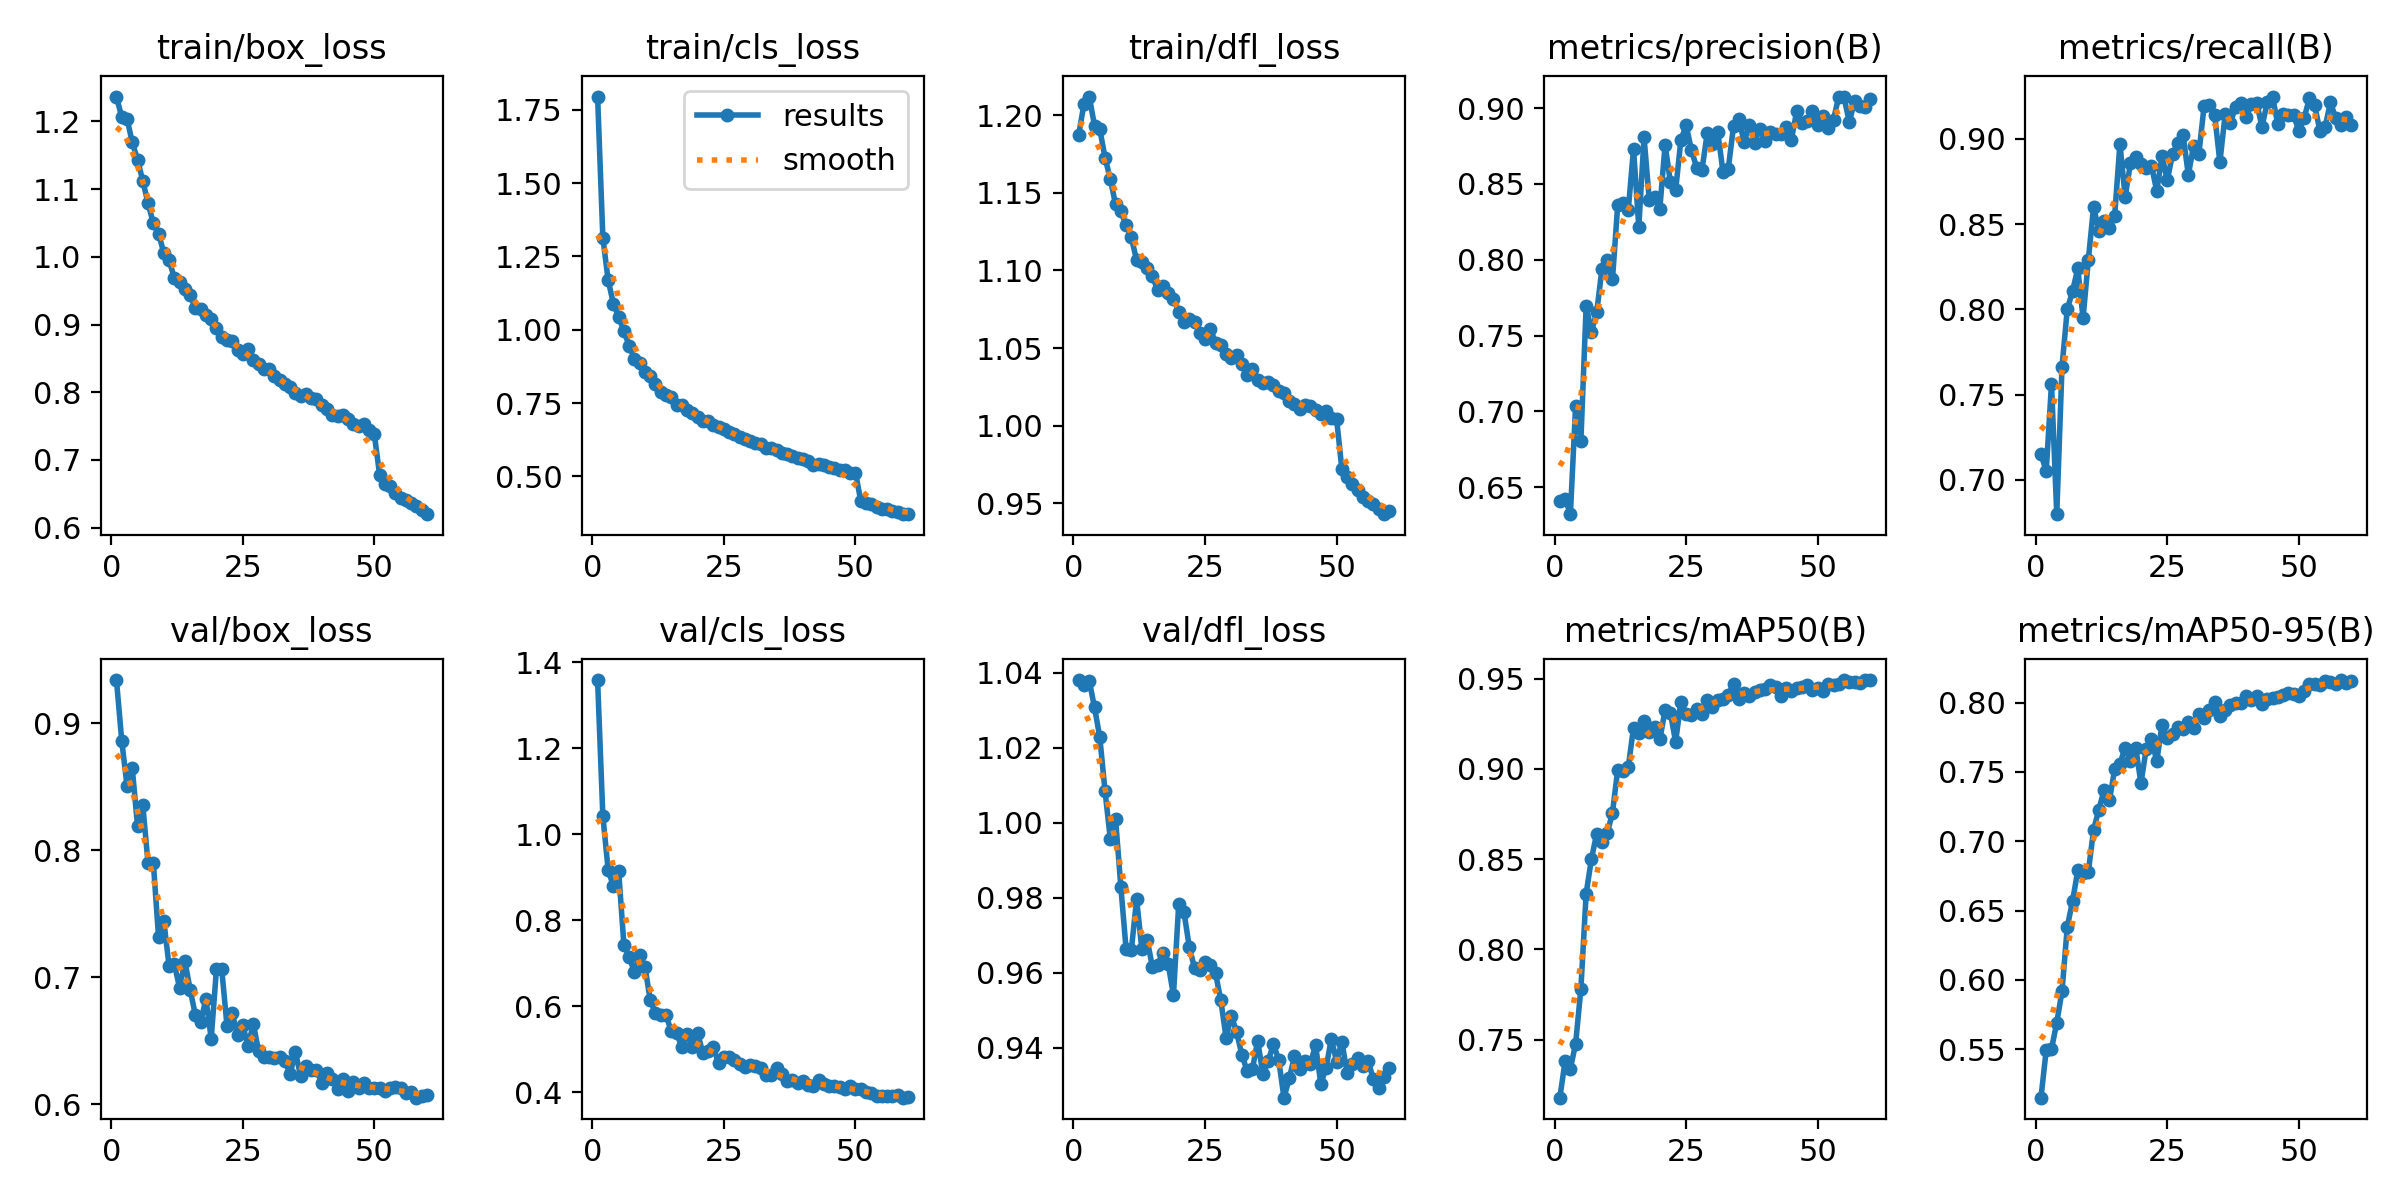 train/box_loss
1.2
1.1
1.0
0.9
0.8
0.7
0.6
0 25 50
train/cls_loss
results
smooth
1.75
1.50
1.25
1.00
0.75
0.50
0 25 50
train/dfl_loss
1.20
1.15
1.10
1.05
1.00
0.95
0 25 50
metrics/precision(B)
0.90
0.85
0.80
0.75
0.70
0.65
0 25 50
metrics/recall(B)
0.90
0.85
0.80
0.75
0.70
0 25 50
val/box_loss
0.9
0.8
0.7
0.6
0 25 50
val/cls_loss
1.4
1.2
1.0
0.8
0.6
0.4
0 25 50
val/dfl_loss
1.04
1.02
1.00
0.98
0.96
0.94
0 25 50
metrics/mAP50(B)
0.95
0.90
0.85
0.80
0.75
0 25 50
metrics/mAP50-95(B)
0.80
0.75
0.70
0.65
0.60
0.55
0 25 50